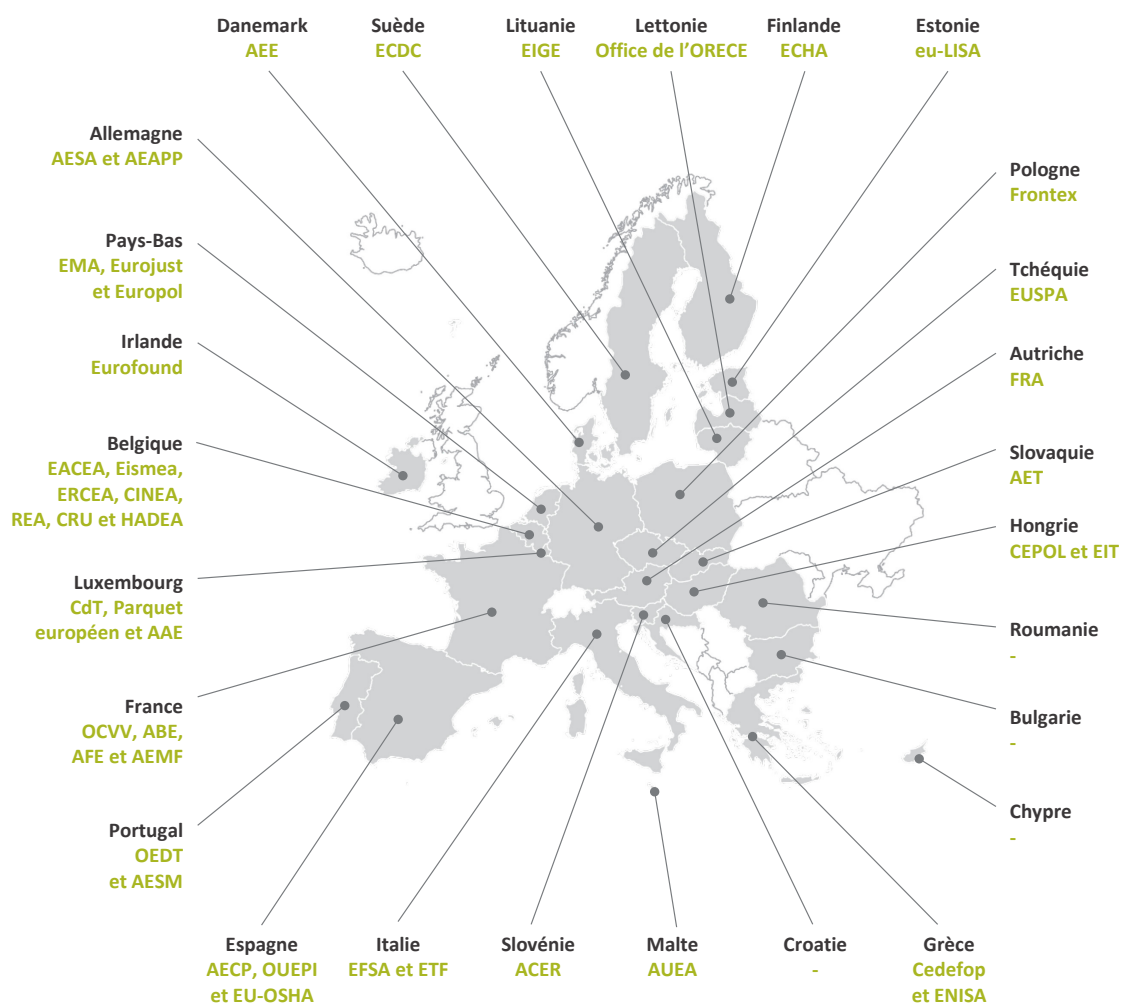 Danemark
AEE
Suède
ECDC
Lituanie
EIGE
Lettonie
Office de l’ORECE
Finlande
ECHA
Estonie
eu-LISA
Allemagne
AESA et AEAPP
Pays-Bas
EMA, Eurojust
et Europol
Irlande
Eurofound
Belgique
EACEA, Eismea,
ERCEA, CINEA,
REA, CRU et HADEA
Luxembourg
CdT, Parquet
européen et AAE
France
OCVV, ABE,
AFE et AEMF
Portugal
OEDT
et AESM
Pologne
Frontex
Tchéquie
EUSPA
Autriche
FRA
Slovaquie
AET
Hongrie
CEPOL et EIT
Roumanie
-
Bulgarie
-
Chypre
-
Espagne
AECP, OUEPI
et EU-OSHA
Italie
EFSA et ETF
Slovénie
ACER
Malte
AUEA
Croatie
-
Grèce
Cedefop
et ENISA